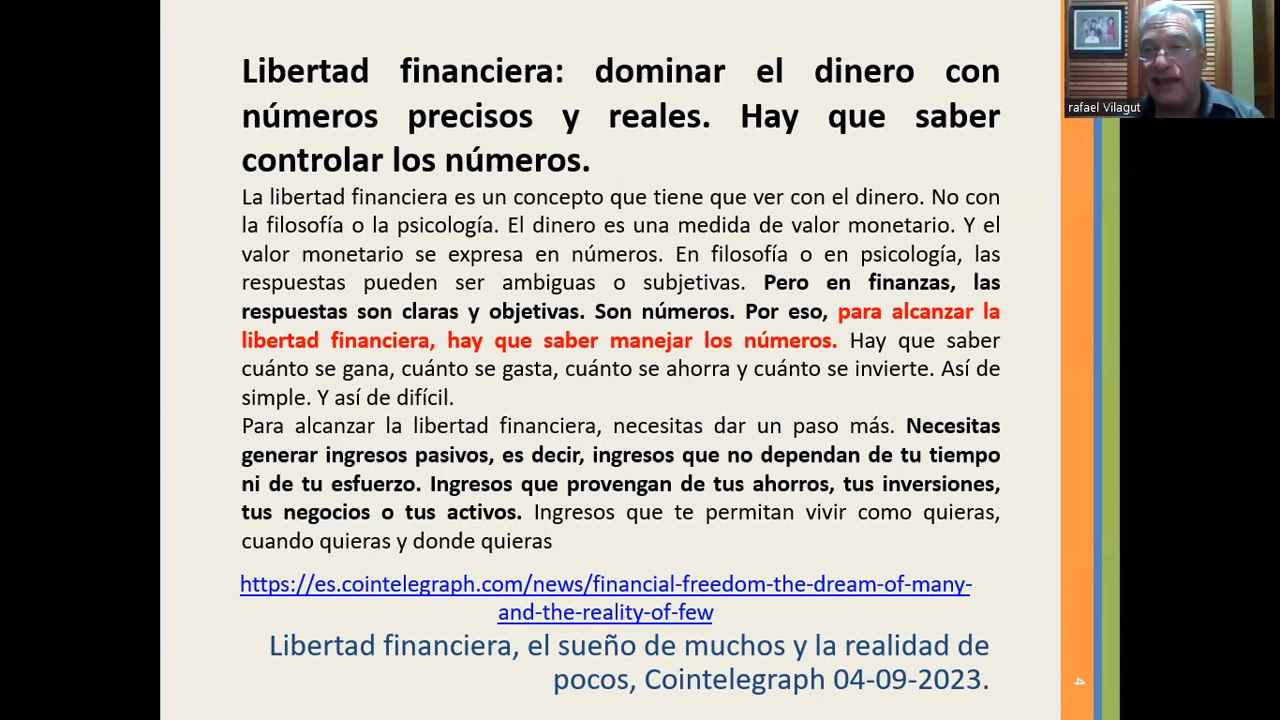 Libertad financiera: dominar el dinero con
números precisos y reales. Hay que saber
controlar los números.
La libertad financiera es un concepto que tiene que ver con el dinero. No con
la filosofía o la psicología. El dinero es una medida de valor monetario. Y el
valor monetario se expresa en números. En filosofía o en psicología, las
respuestas pueden ser ambiguas o subjetivas. Pero en finanzas, las
respuestas son claras y objetivas. Son números. Por eso, para alcanzar la
libertad financiera, hay que saber manejar los números. Hay que saber
cuánto se gana, cuánto se gasta, cuánto se ahorra y cuánto se invierte. Así de
simple. Y así de difícil.
Para alcanzar la libertad financiera, necesitas dar un paso más. Necesitas
generar ingresos pasivos, es decir, ingresos que no dependan de tu tiempo
ni de tu esfuerzo. Ingresos que provengan de tus ahorros, tus inversiones,
tus negocios o tus activos. Ingresos que te permitan vivir como quieras,
cuando quieras y donde quieras
https://es.cointelegraph.com/news/financial-freedom-the-dream-of-many-
and-the-reality-of-few
Libertad financiera, el sueño de muchos y la realidad de
pocos, Cointelegraph 04-09-2023.
4
rafael Vilagut